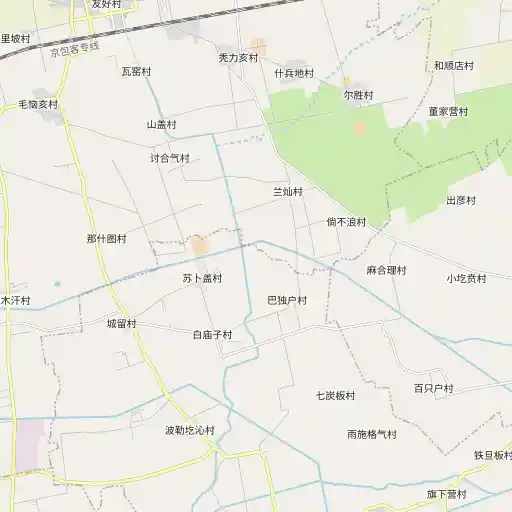 友好村
里坡村
京包客专线
秃力亥村
瓦窑村
什兵地村
和顺店村
尔胜村
毛恼亥村
董家营村
山盖村
讨合气村
兰灿村
出彦村
倘不浪村
那什图村
麻合理村
苏卜盖村
小圪贲村
木汗村
巴独户村
城留村
白庙子村
百只户村
七炭板村
波勒圪沁村
雨施格气村
铁旦板村
旗下营村